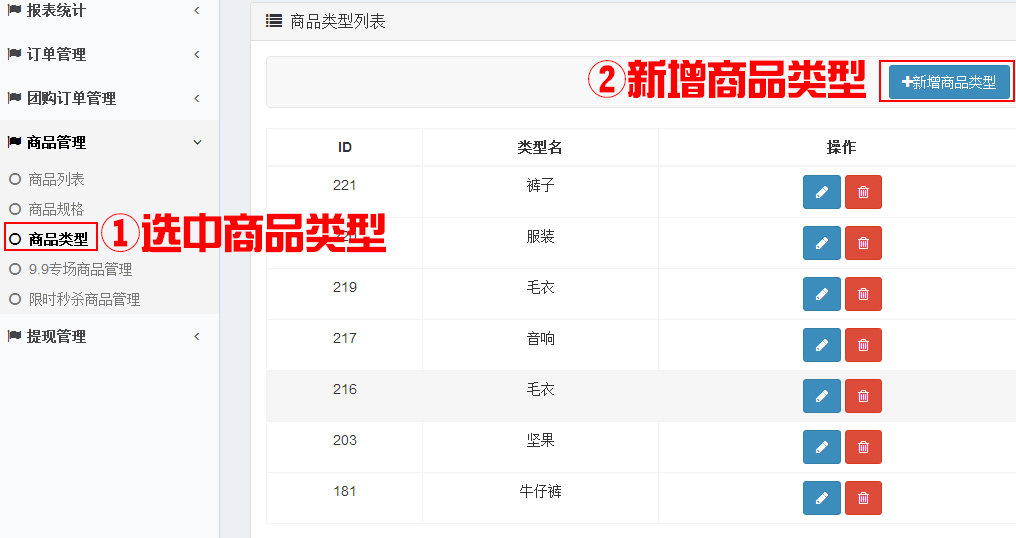 报表统计
订单管理
团购订单管理
商品管理
商品列表
商品规格
商品类型
9.9专场商品管理
限时秒杀商品管理
提现管理
①选中商品类型
商品类型列表
②新增商品类型
新增商品类型
ID 类型名 操作
221 裤子
服装
219 毛衣
217 音响
216 毛衣
203 坚果
181 牛仔裤